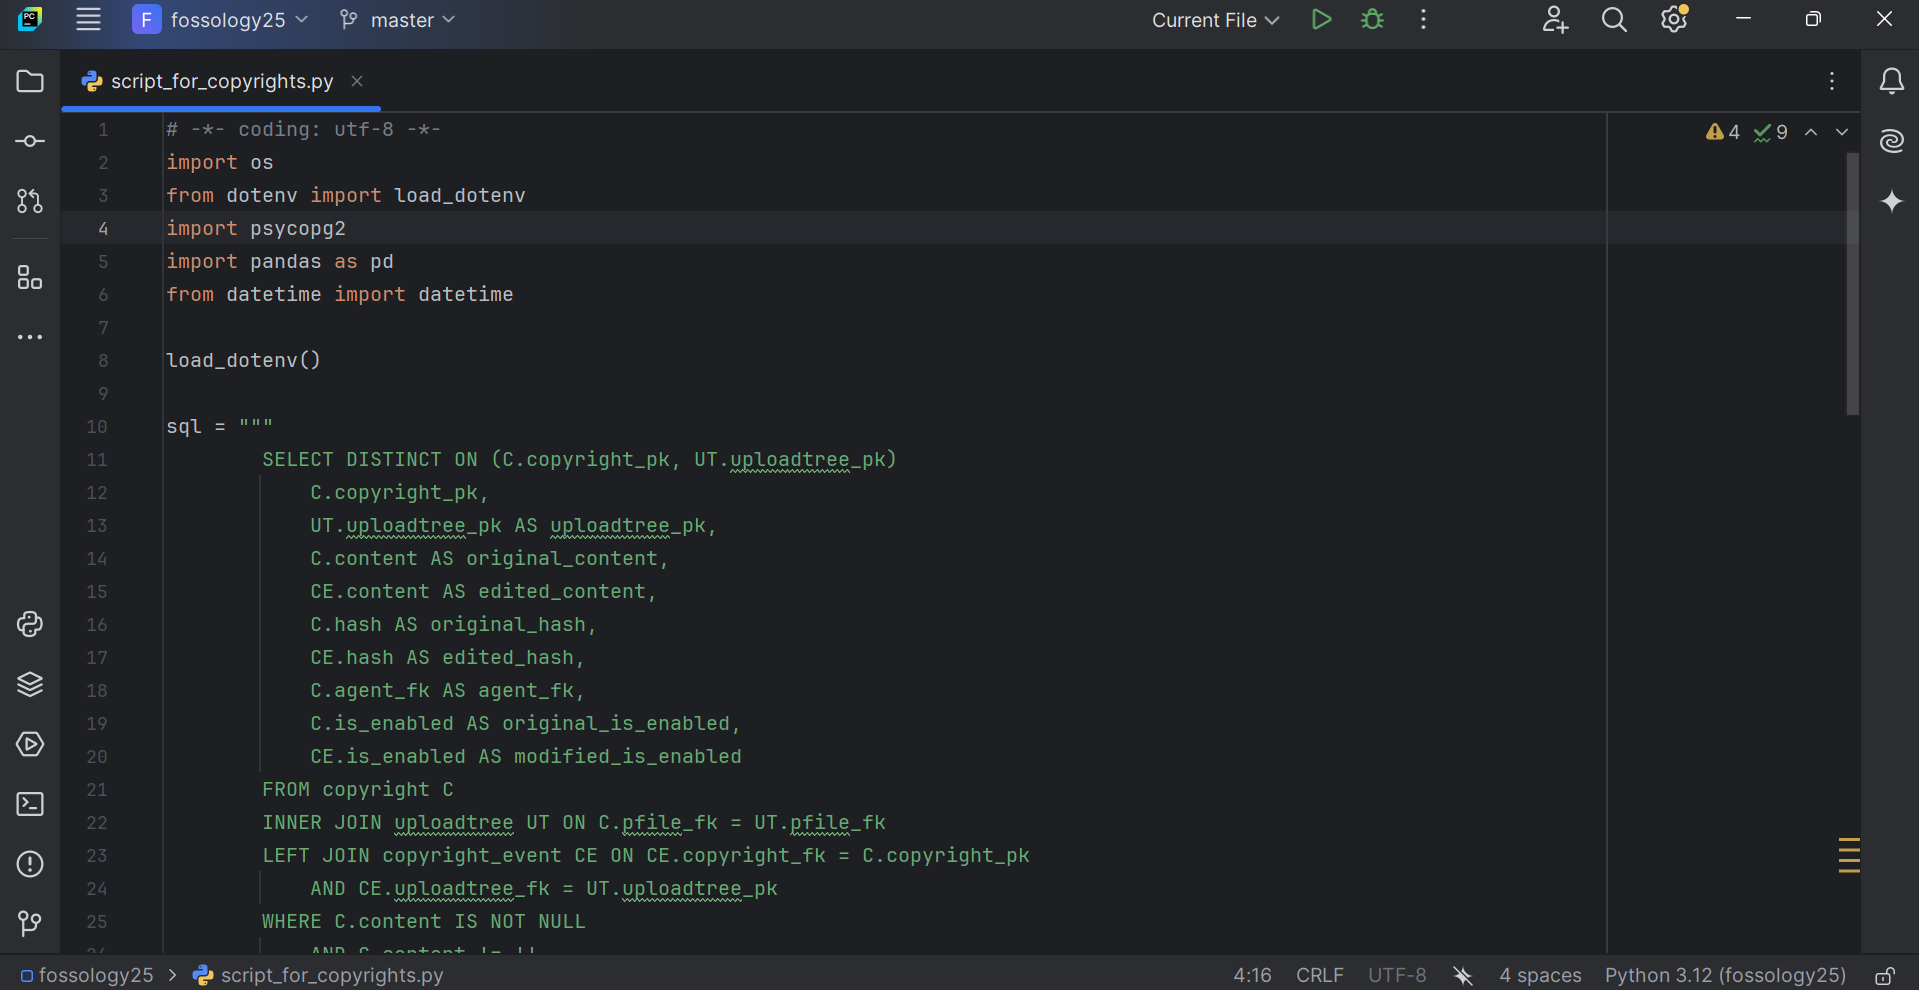 PC
F fossology25 master Current File
script_for_copyrights.py
4 9
1 # -*- coding: utf-8 -*-
2 import os
3 from dotenv import load_dotenv
4 import psycopg2
5 import pandas as pd
6 from datetime import datetime
7
8 load_dotenv()
9
10 sql = """
11 SELECT DISTINCT ON (C.copyright_pk, UT.uploadtree_pk)
12 C.copyright_pk,
13 UT.uploadtree_pk AS uploadtree_pk,
14 C.content AS original_content,
15 CE.content AS edited_content,
16 C.hash AS original_hash,
17 CE.hash AS edited_hash,
18 C.agent_fk AS agent_fk,
19 C.is_enabled AS original_is_enabled,
20 CE.is_enabled AS modified_is_enabled
21 FROM copyright C
22 INNER JOIN uploadtree UT ON C.pfile_fk = UT.pfile_fk
23 LEFT JOIN copyright_event CE ON CE.copyright_fk = C.copyright_pk
24 AND CE.uploadtree_fk = UT.uploadtree_pk
25 WHERE C.content IS NOT NULL
26 AND C.content != ''
fossology25 > script_for_copyrights.py 4:16 CRLF UTF-8 4 spaces Python 3.12 (fossology25)